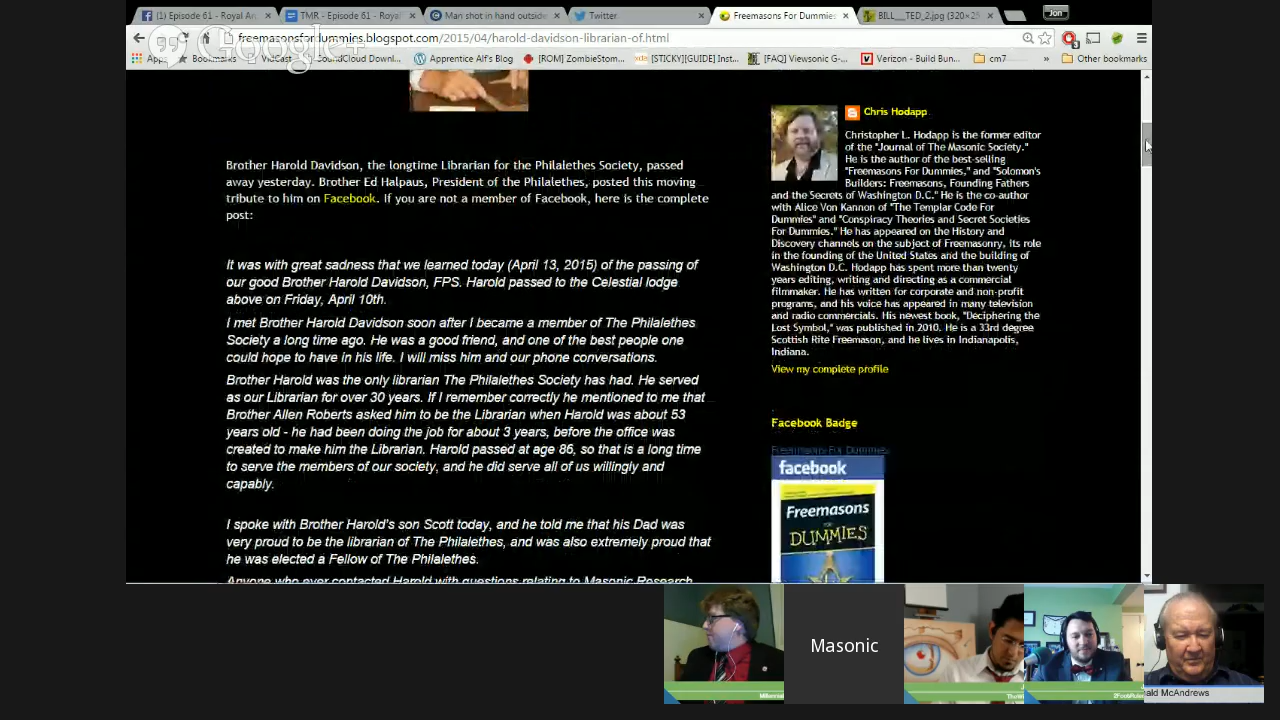 (1) Episode 61 - Royal Ar
TMR - Episode 61 - Royal
Man shot in hand outside
Twitter
Freemasons For Dummies
BILL__TED_2.jpg (320×2
Jon
Google+
freemasonsfordummies.blogspot.com/2015/04/harold-davidson-librarian-of.html
Bookmarks
SoundCloud Downl...
Apprentice Alf's Blog
[ROM] ZombieStom...
[STICKY][GUIDE] Inst...
[FAQ] Viewsonic G-...
Verizon - Build Bun...
cm7
»
Other bookmarks
Brother Harold Davidson, the longtime Librarian for the Philalethes Society, passed
away yesterday. Brother Ed Halpaus, President of the Philalethes, posted this moving
tribute to him on Facebook. If you are not a member of Facebook, here is the complete
post:
It was with great sadness that we learned today (April 13, 2015) of the passing of
our good Brother Harold Davidson, FPS. Harold passed to the Celestial lodge
above on Friday, April 10th.
I met Brother Harold Davidson soon after I became a member of The Philalethes
Society a long time ago. He was a good friend, and one of the best people one
could hope to have in his life. I will miss him and our phone conversations.
Brother Harold was the only librarian The Philalethes Society has had. He served
as our Librarian for over 30 years. If I remember correctly he mentioned to me that
Brother Allen Roberts asked him to be the Librarian when Harold was about 53
years old - he had been doing the job for about 3 years, before the office was
created to make him the Librarian. Harold passed at age 86, so that is a long time
to serve the members of our society, and he did serve all of us willingly and
capably.
I spoke with Brother Harold's son Scott today, and he told me that his Dad was
very proud to be the librarian of The Philalethes, and was also extremely proud that
he was elected a Fellow of The Philalethes.
Anyone who ever contacted Harold with questions relating to Masonic Research
Chris Hodapp
Christopher L. Hodapp is the former editor
of the "Journal of The Masonic Society."
He is the author of the best-selling
"Freemasons For Dummies," and "Solomon's
Builders: Freemasons, Founding Fathers
and the Secrets of Washington D.C." He is the co-author
with Alice Von Kannon of "The Templar Code For
Dummies" and "Conspiracy Theories and Secret Societies
For Dummies." He has appeared on the History and
Discovery channels on the subject of Freemasonry, its role
in the founding of the United States and the building of
Washington D.C. Hodapp has spent more than twenty
years editing, writing and directing as a commercial
filmmaker. He has written for corporate and non-profit
programs, and his voice has appeared in many television
and radio commercials. His newest book, "Deciphering the
Lost Symbol," was published in 2010. He is a 33rd degree
Scottish Rite Freemason, and he lives in Indianapolis,
Indiana.
View my complete profile
Facebook Badge
Freemasons For Dummies
facebook
Freemasons
FOR
DUMMIES
Masonic
ald McAndrews